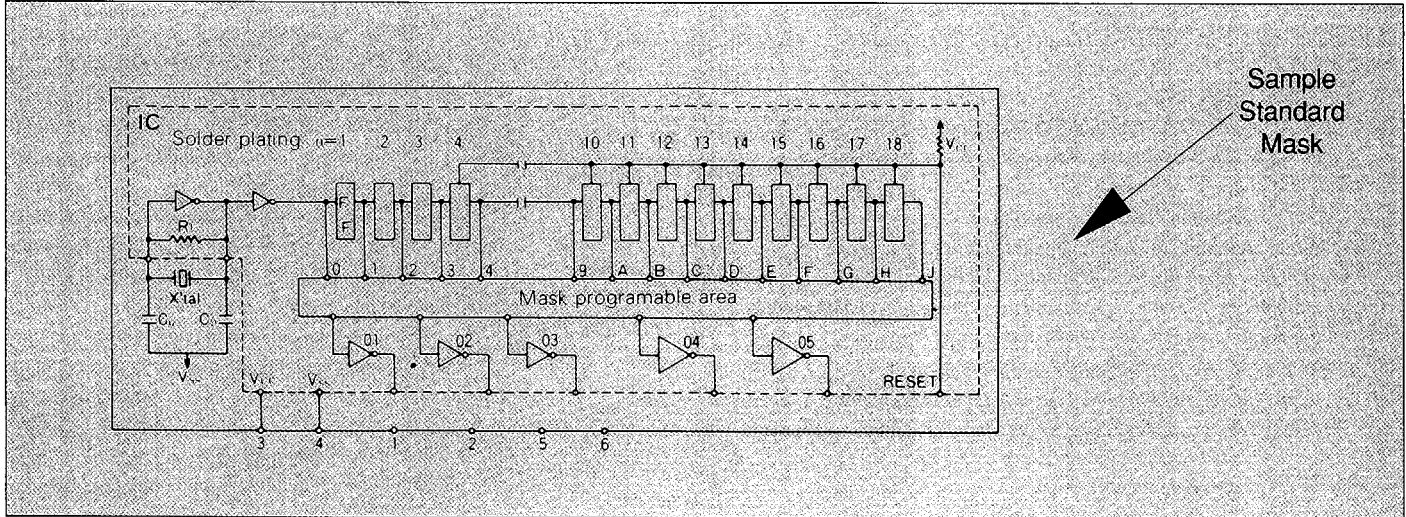 Sample
Standard
Mask
IC
Solder plating n=1 2 3 4 10 11 12 13 14 15 16 17 18
F
F
0 1 2 3 4 9 A B C D E F G H J
X'tal
Mask programable area
01 02 03 04 05
RESET
3 4 1 2 5 6